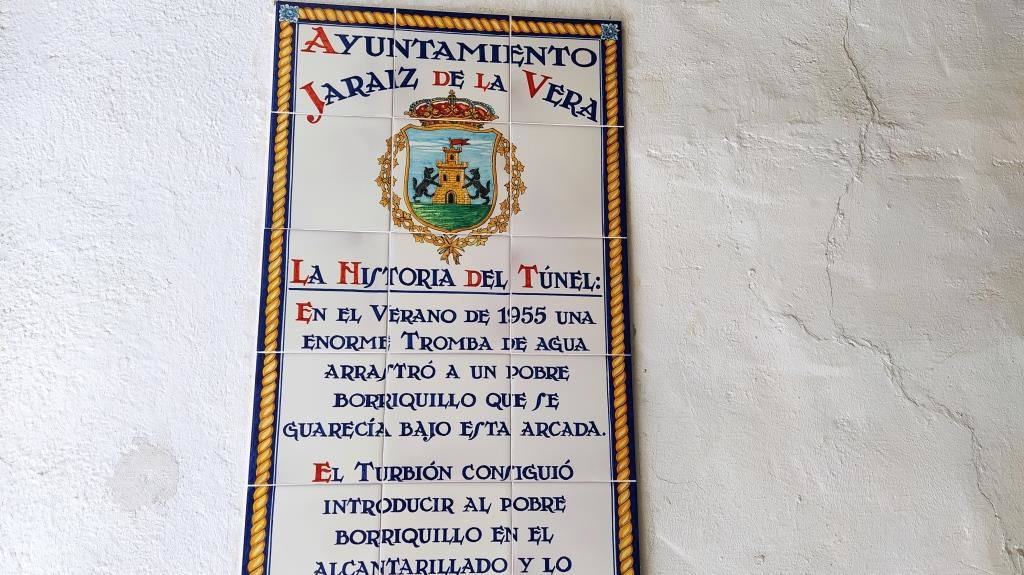 AYUNTAMIENTO
JARAIZ DE LA VERA
LA HISTORIA DEL TÚNEL:
EN EL VERANO DE 1955 UNA
ENORME TROMBA DE AGUA
ARRASTRÓ A UN POBRE
BORRIQUILLO QUE SE
GUARECÍA BAJO ESTA ARCADA.
EL TURBIÓN CONSIGUIÓ
INTRODUCIR AL POBRE
BORRIQUILLO EN EL
ALCANTARILLADO Y LO